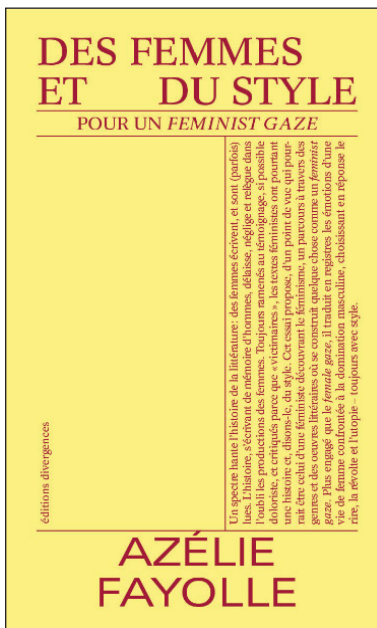 DES FEMMES
ET DU STYLE
POUR UN FEMINIST GAZE
Un spectre hante l'histoire de la littérature : des femmes écrivent, et sont (parfois)
lues. L'histoire, s'écrivant de mémoire d'hommes, délaisse, néglige et relègue dans
l'oubli les productions des femmes. Toujours ramenés au témoignage, si possible
doloriste, et critiqués parce que « victimaires », les textes féministes ont pourtant
une histoire et, disons-le, du style. Cet essai propose, d'un point de vue qui pour-
rait être celui d'une féministe découvrant le féminisme, un parcours à travers des
genres et des oeuvres littéraires où se construit quelque chose comme un feminist
gaze. Plus engagé que le female gaze, il traduit en registres les émotions d'une
vie de femme confrontée à la domination masculine, choisissant en réponse le
rire, la révolte et l'utopie – toujours avec style.
éditions divergences
AZÉLIE
FAYOLLE